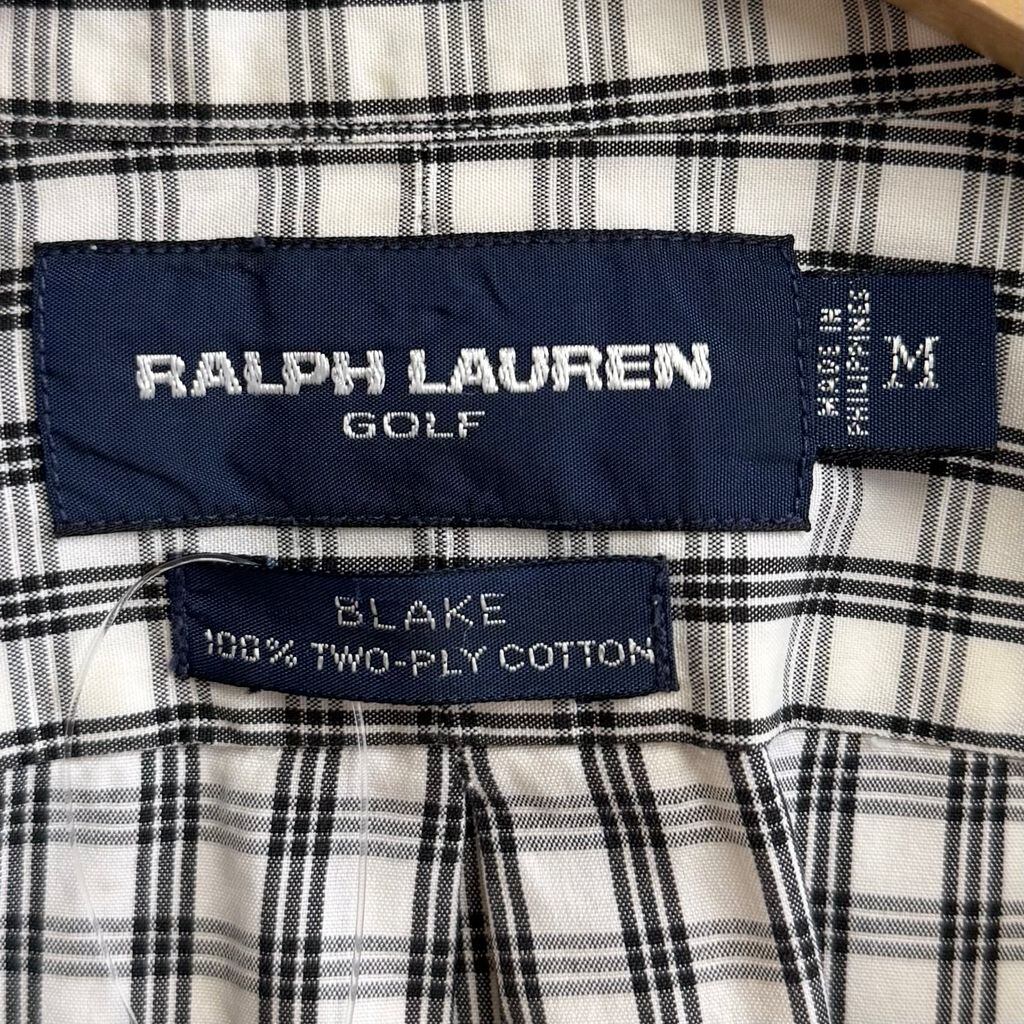 RALPH LAUREN
GOLF
MADE IN
PHILIPPINES
M
BLAKE
100% TWO-PLY COTTON